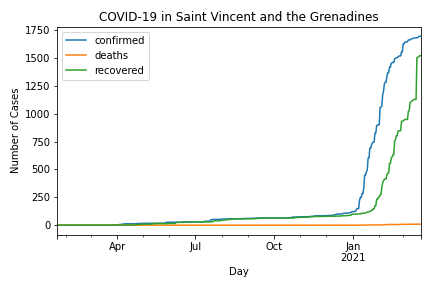 COVID-19 in Saint Vincent and the Grenadines
confirmed
deaths
recovered
1750
1500
1250
1000
750
500
250
0
Number of Cases
Apr
Jul
Oct
Jan
2021
Day